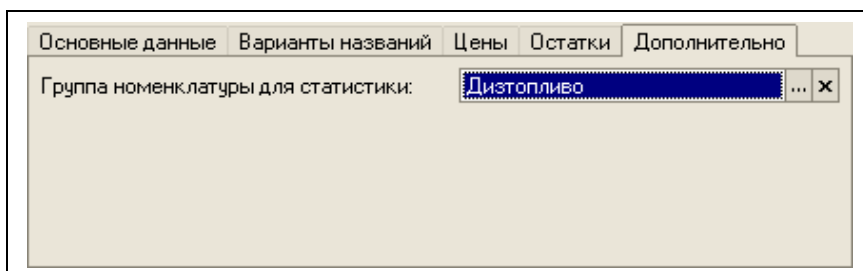 Основные данные Варианты названий Цены Остатки Дополнительно
Группа номенклатуры для статистики: Дизтопливо ... x